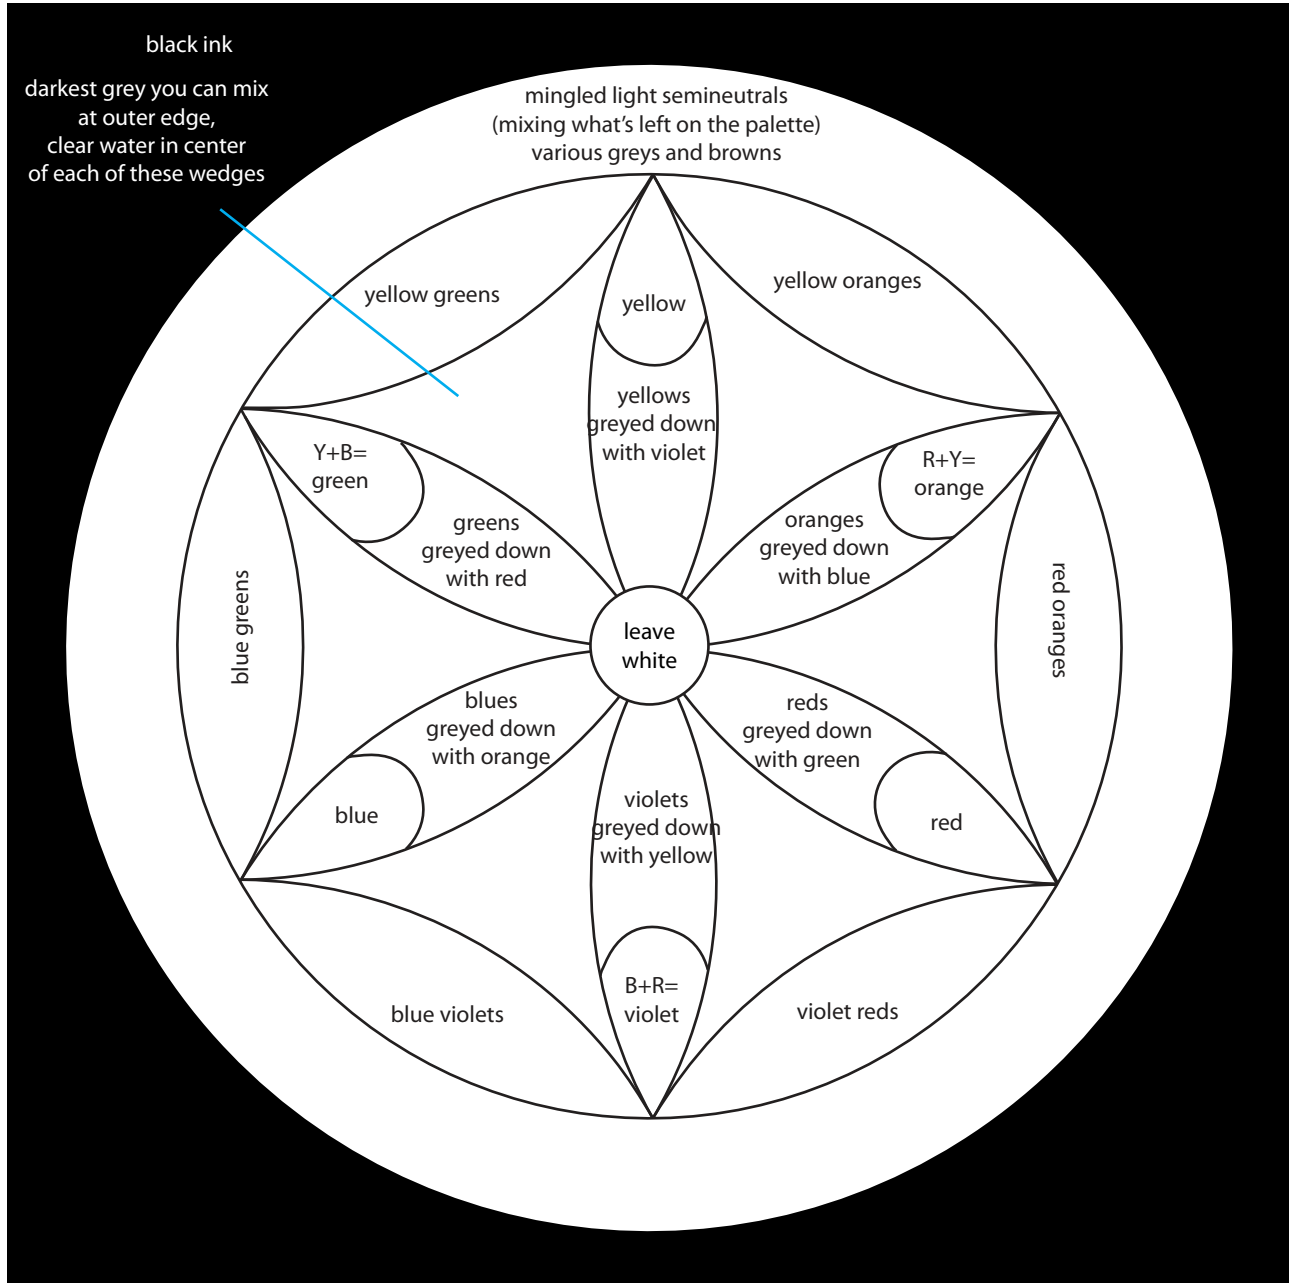 black ink
darkest grey you can mix
at outer edge,
clear water in center
of each of these wedges
mingled light semineutrals
(mixing what's left on the palette)
various greys and browns
yellow greens
yellow
yellow oranges
yellows
greyed down
with violet
Y+B=
green
R+Y=
orange
greens
greyed down
with red
oranges
greyed down
with blue
blue greens
leave
white
red oranges
blues
greyed down
with orange
reds
greyed down
with green
blue
violets
greyed down
with yellow
red
blue violets
B+R=
violet
violet reds